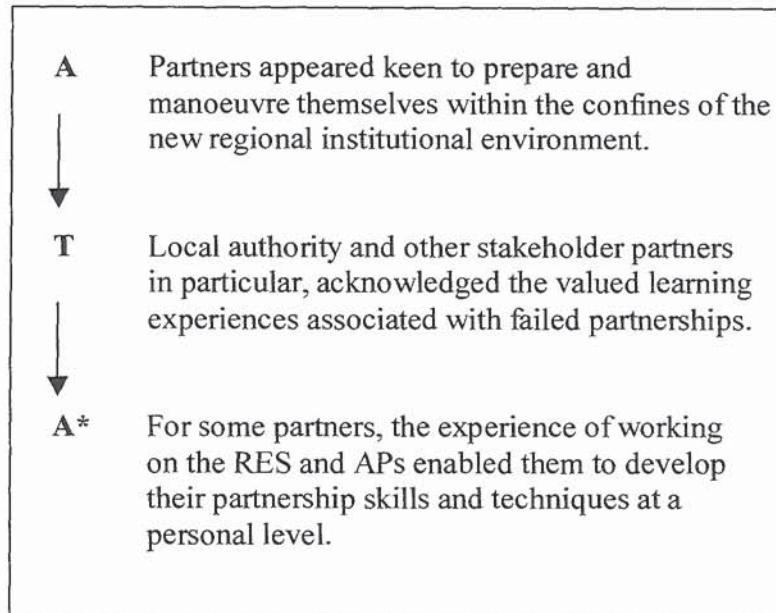 A Partners appeared keen to prepare and
manoeuvre themselves within the confines of the
new regional institutional environment.
T Local authority and other stakeholder partners
in particular, acknowledged the valued learning
experiences associated with failed partnerships.
A* For some partners, the experience of working
on the RES and APs enabled them to develop
their partnership skills and techniques at a
personal level.